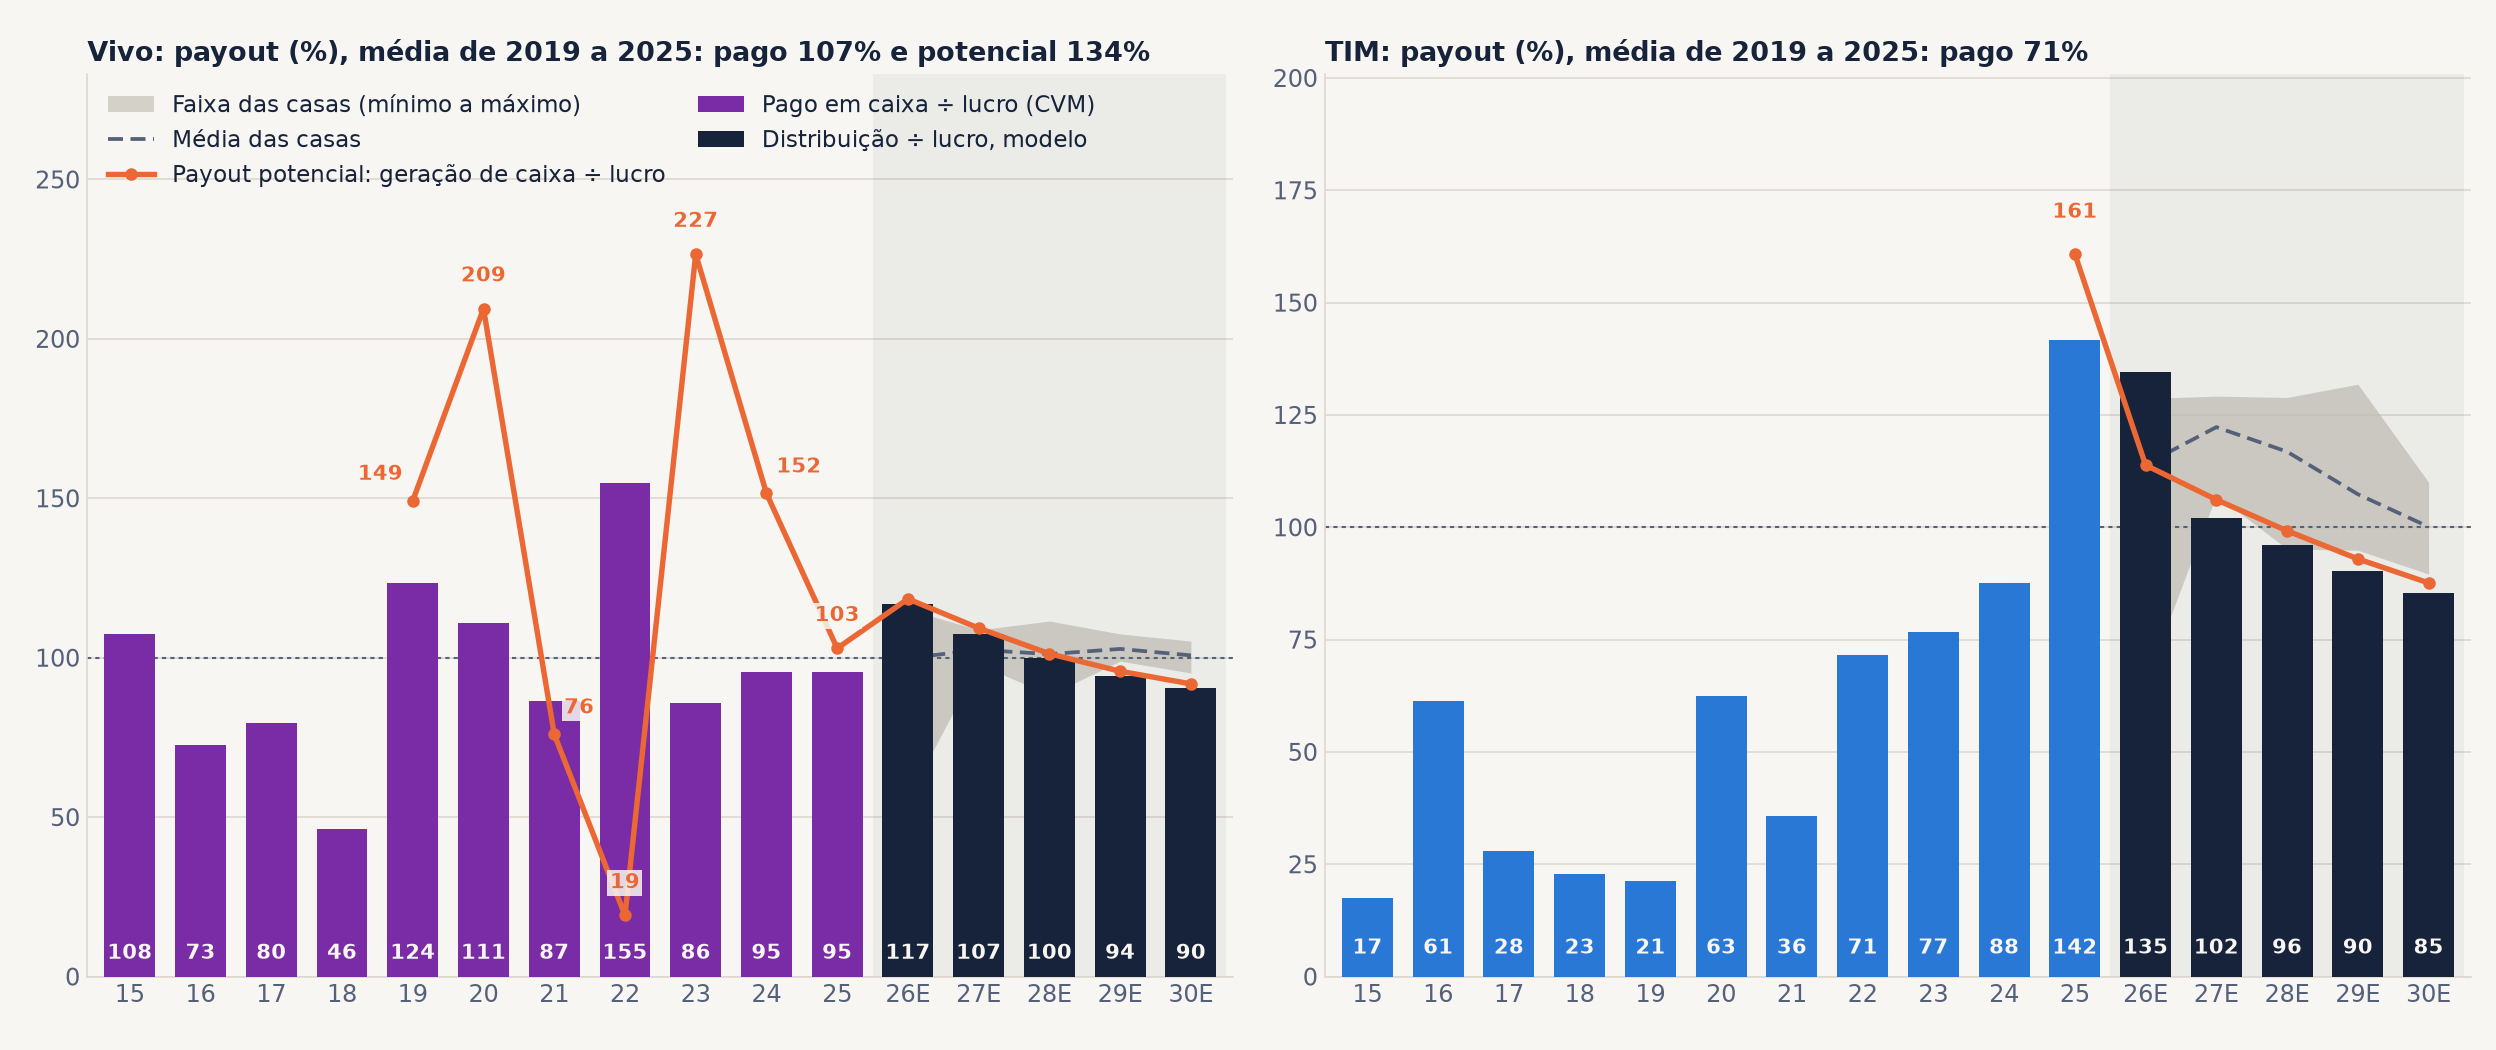 Vivo: payout (%), média de 2019 a 2025: pago 107% e potencial 134%
Faixa das casas (mínimo a máximo)
Média das casas
Payout potencial: geração de caixa ÷ lucro
Pago em caixa ÷ lucro (CVM)
Distribuição ÷ lucro, modelo
250
200
150
100
50
0
149
209
76
19
227
152
103
108 73 80 46 124 111 87 155 86 95 95 117 107 100 94 90
15 16 17 18 19 20 21 22 23 24 25 26E 27E 28E 29E 30E
TIM: payout (%), média de 2019 a 2025: pago 71%
200
175
150
125
100
75
50
25
0
161
17 61 28 23 21 63 36 71 77 88 142 135 102 96 90 85
15 16 17 18 19 20 21 22 23 24 25 26E 27E 28E 29E 30E